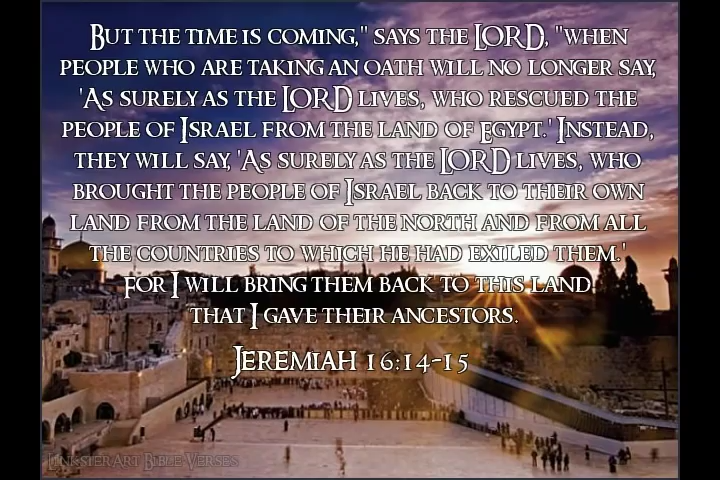 But the time is coming," says the LORD, "when
people who are taking an oath will no longer say,
'As surely as the LORD lives, who rescued the
people of Israel from the land of Egypt.' Instead,
they will say, 'As surely as the LORD lives, who
brought the people of Israel back to their own
land from the land of the north and from all
the countries to which he had exiled them.'
For I will bring them back to this land
that I gave their ancestors.
Jeremiah 16:14-15
LinksterArt Bible Verses